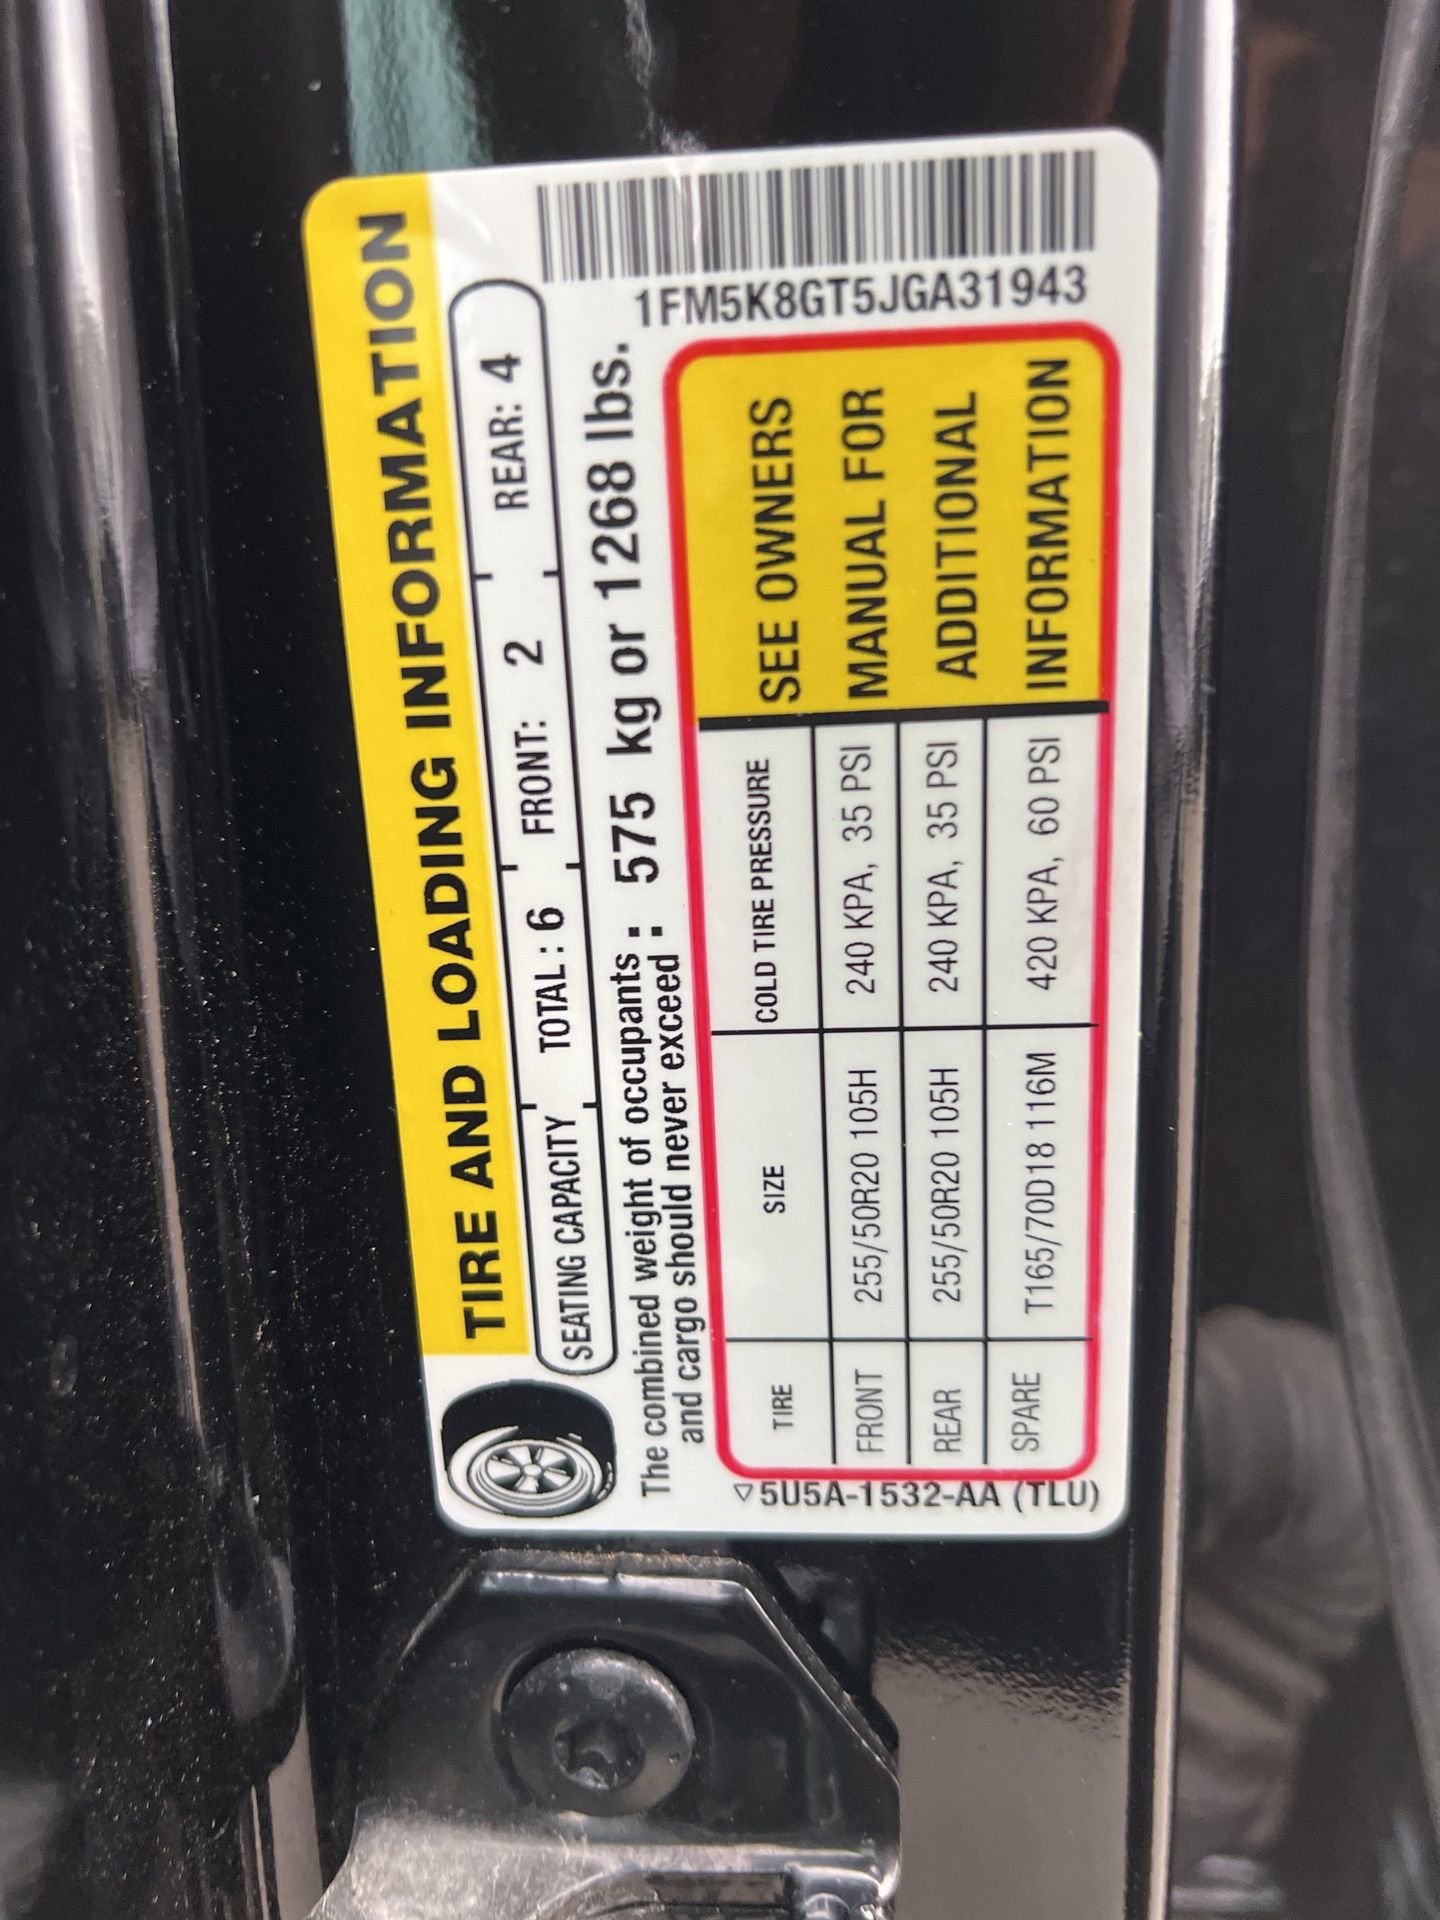 TIRE AND LOADING INFORMATION
SEATING CAPACITY TOTAL : 6 FRONT: 2 REAR: 4
The combined weight of occupants : 575 kg or 1268 lbs.
and cargo should never exceed :
TIRE SIZE COLD TIRE PRESSURE
FRONT 255/50R20 105H 240 KPA, 35 PSI
REAR 255/50R20 105H 240 KPA, 35 PSI
SPARE T165/70D18 116M 420 KPA, 60 PSI
SEE OWNERS
MANUAL FOR
ADDITIONAL
INFORMATION
5U5A-1532-AA (TLU)
1FM5K8GT5JGA31943